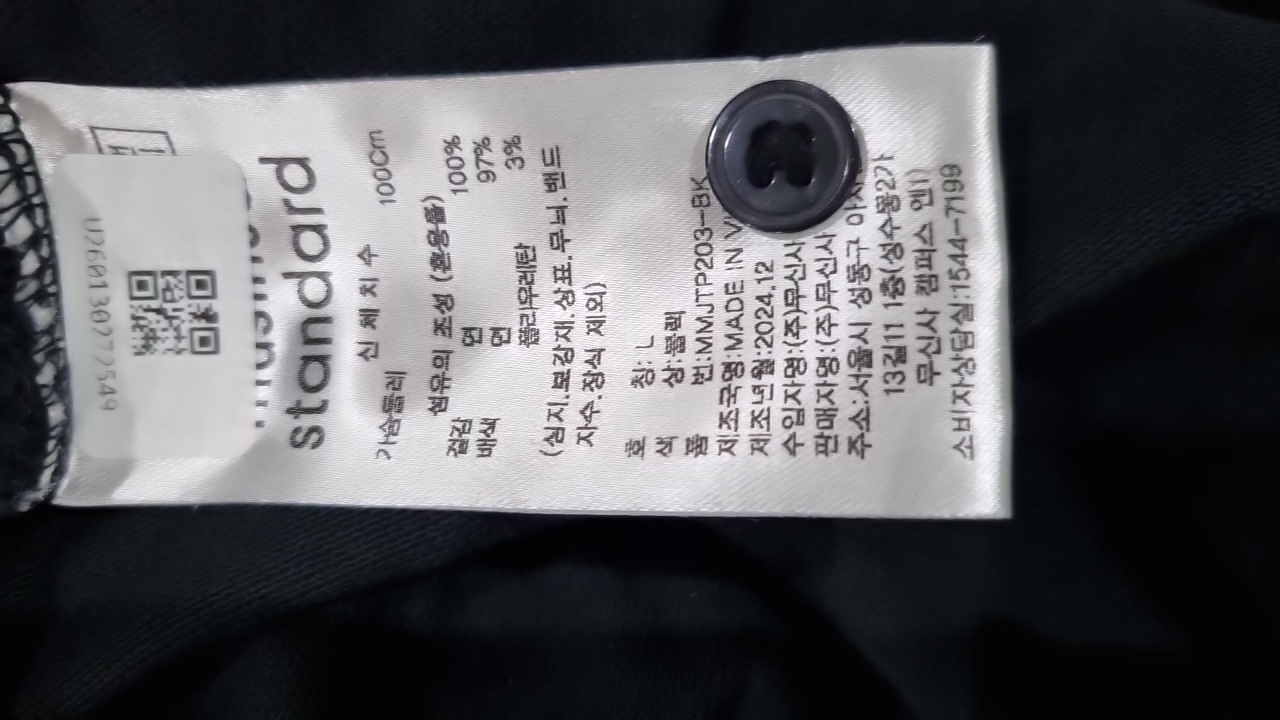 U260130772549
standard
신 체 치 수
가슴둘레 100Cm
섬유의 조성 (혼용율)
겉감 면 100%
배색 면 97%
폴리우레탄 3%
(심지.보강재.상표.무늬.밴드
자수.장식 제외)
호 칭: L
색 상:블랙
품 번:MMJTP203-BK
제조국명:MADE IN
제조년월:2024.12
수입자명:(주)무신사
판매자명:(주)무신사
주소:서울시 성동구
13길11 1층(성수동2가
무신사 캠퍼스 엔1)
소비자상담실:1544-7199